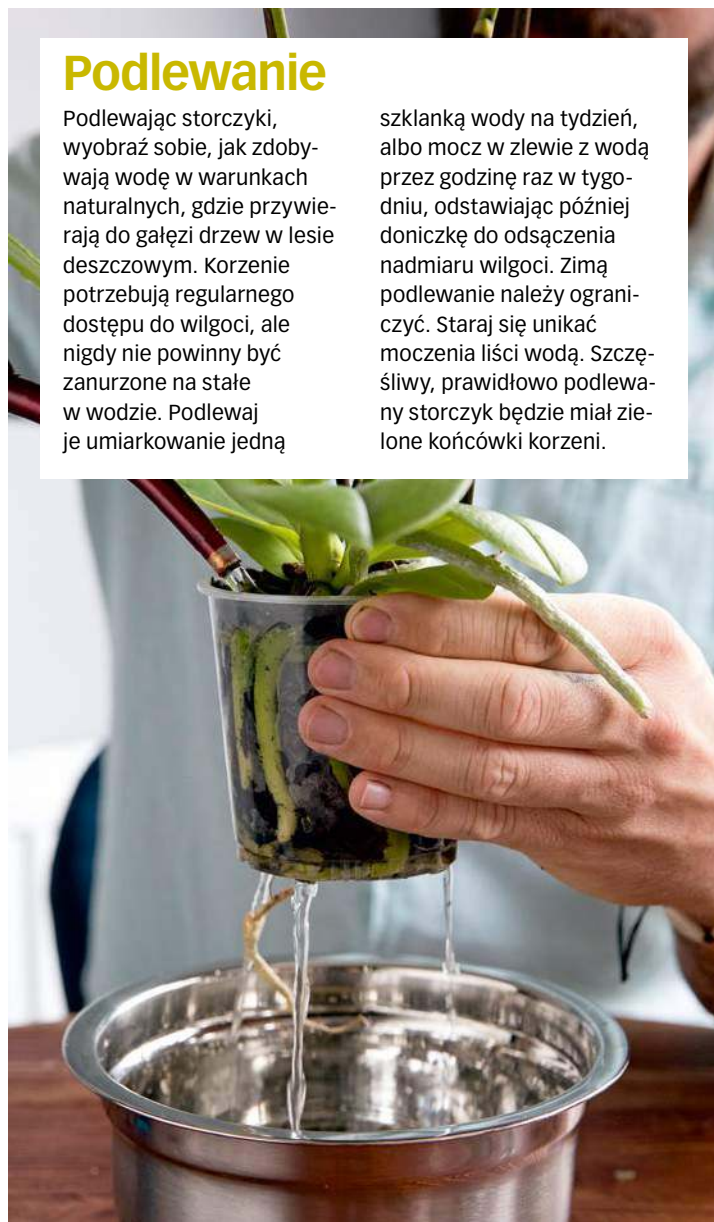 Podlewanie
Podlewając storczyki,
wyobraź sobie, jak zdoby-
wają wodę w warunkach
naturalnych, gdzie przywie-
rają do gałęzi drzew w lesie
deszczowym. Korzenie
potrzebują regularnego
dostępu do wilgoci, ale
nigdy nie powinny być
zanurzone na stałe
w wodzie. Podlewaj
je umiarkowanie jedną
szklanką wody na tydzień,
albo mocz w zlewie z wodą
przez godzinę raz w tygo-
dniu, odstawiając później
doniczkę do odsączenia
nadmiaru wilgoci. Zimą
podlewanie należy ograni-
czyć. Staraj się unikać
moczenia liści wodą. Szczę-
śliwy, prawidłowo podlewa-
ny storczyk będzie miał zie-
lone końcówki korzeni.